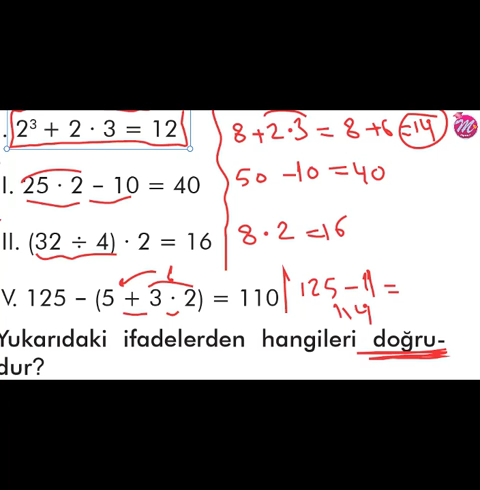 . 2³ + 2 · 3 = 12
8 + 2 · 3 = 8 + 6 = 14
I. 25 · 2 – 10 = 40
50 – 10 = 40
II. (32 ÷ 4) · 2 = 16
8 · 2 = 16
V. 125 – (5 + 3 · 2) = 110
125 – 11 =
114
Yukarıdaki ifadelerden hangileri doğru-
dur?